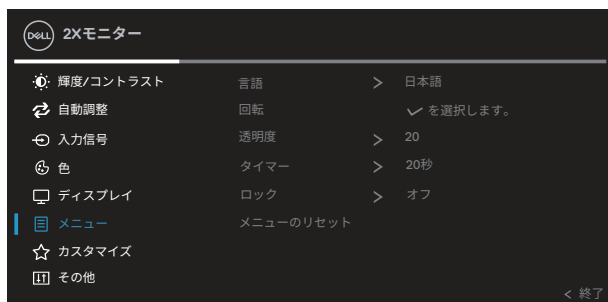 DELL 2Xモニター
輝度/コントラスト 言語 > 日本語
自動調整 回転 ✓ を選択します。
入力信号 透明度 > 20
色 タイマー > 20秒
ディスプレイ ロック > オフ
メニュー メニューのリセット
カスタマイズ
その他
< 終了